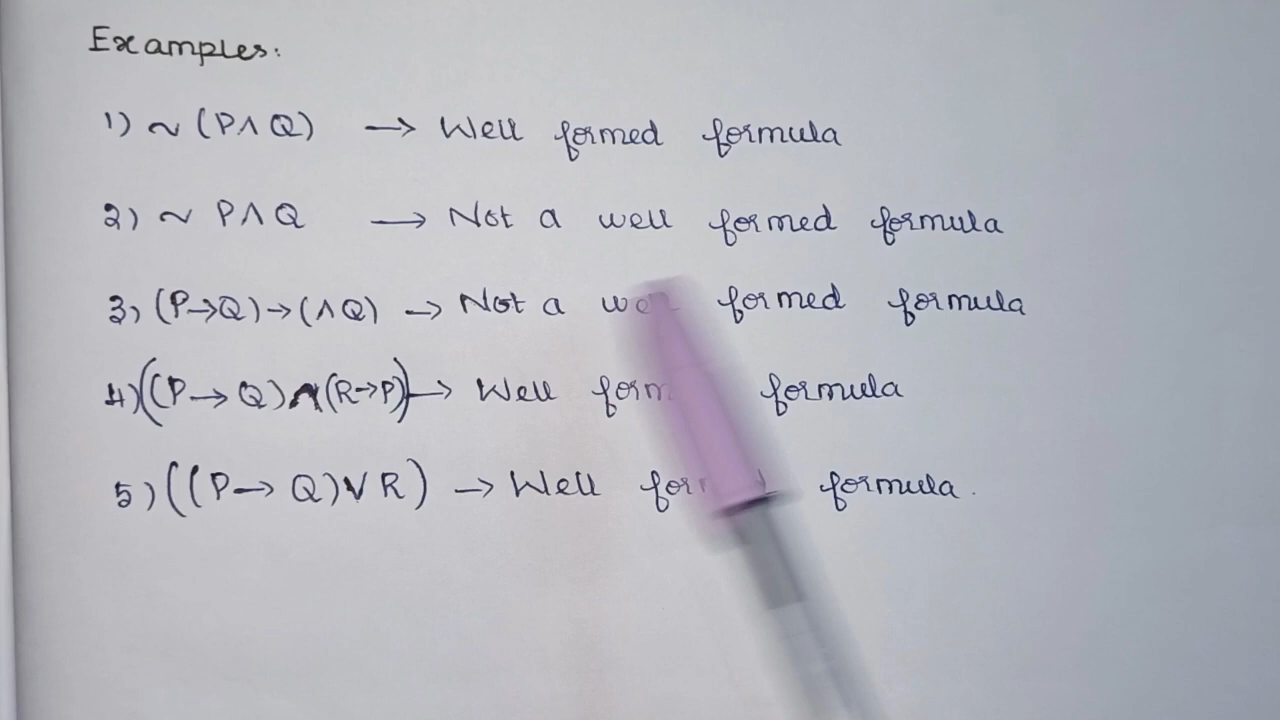 Examples:
1) ~ (P∧Q) → Well formed formula
2) ~ P∧Q → Not a well formed formula
3) (P→Q)→(∧Q) → Not a formed formula
4) ((P→Q)∧(R→P)) → Well formula
5) ((P→Q)∨R) → Well formula.